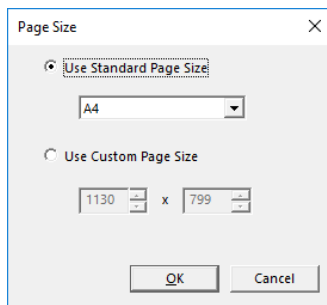 Page Size
Use Standard Page Size
A4
Use Custom Page Size
1130 x 799
OK Cancel